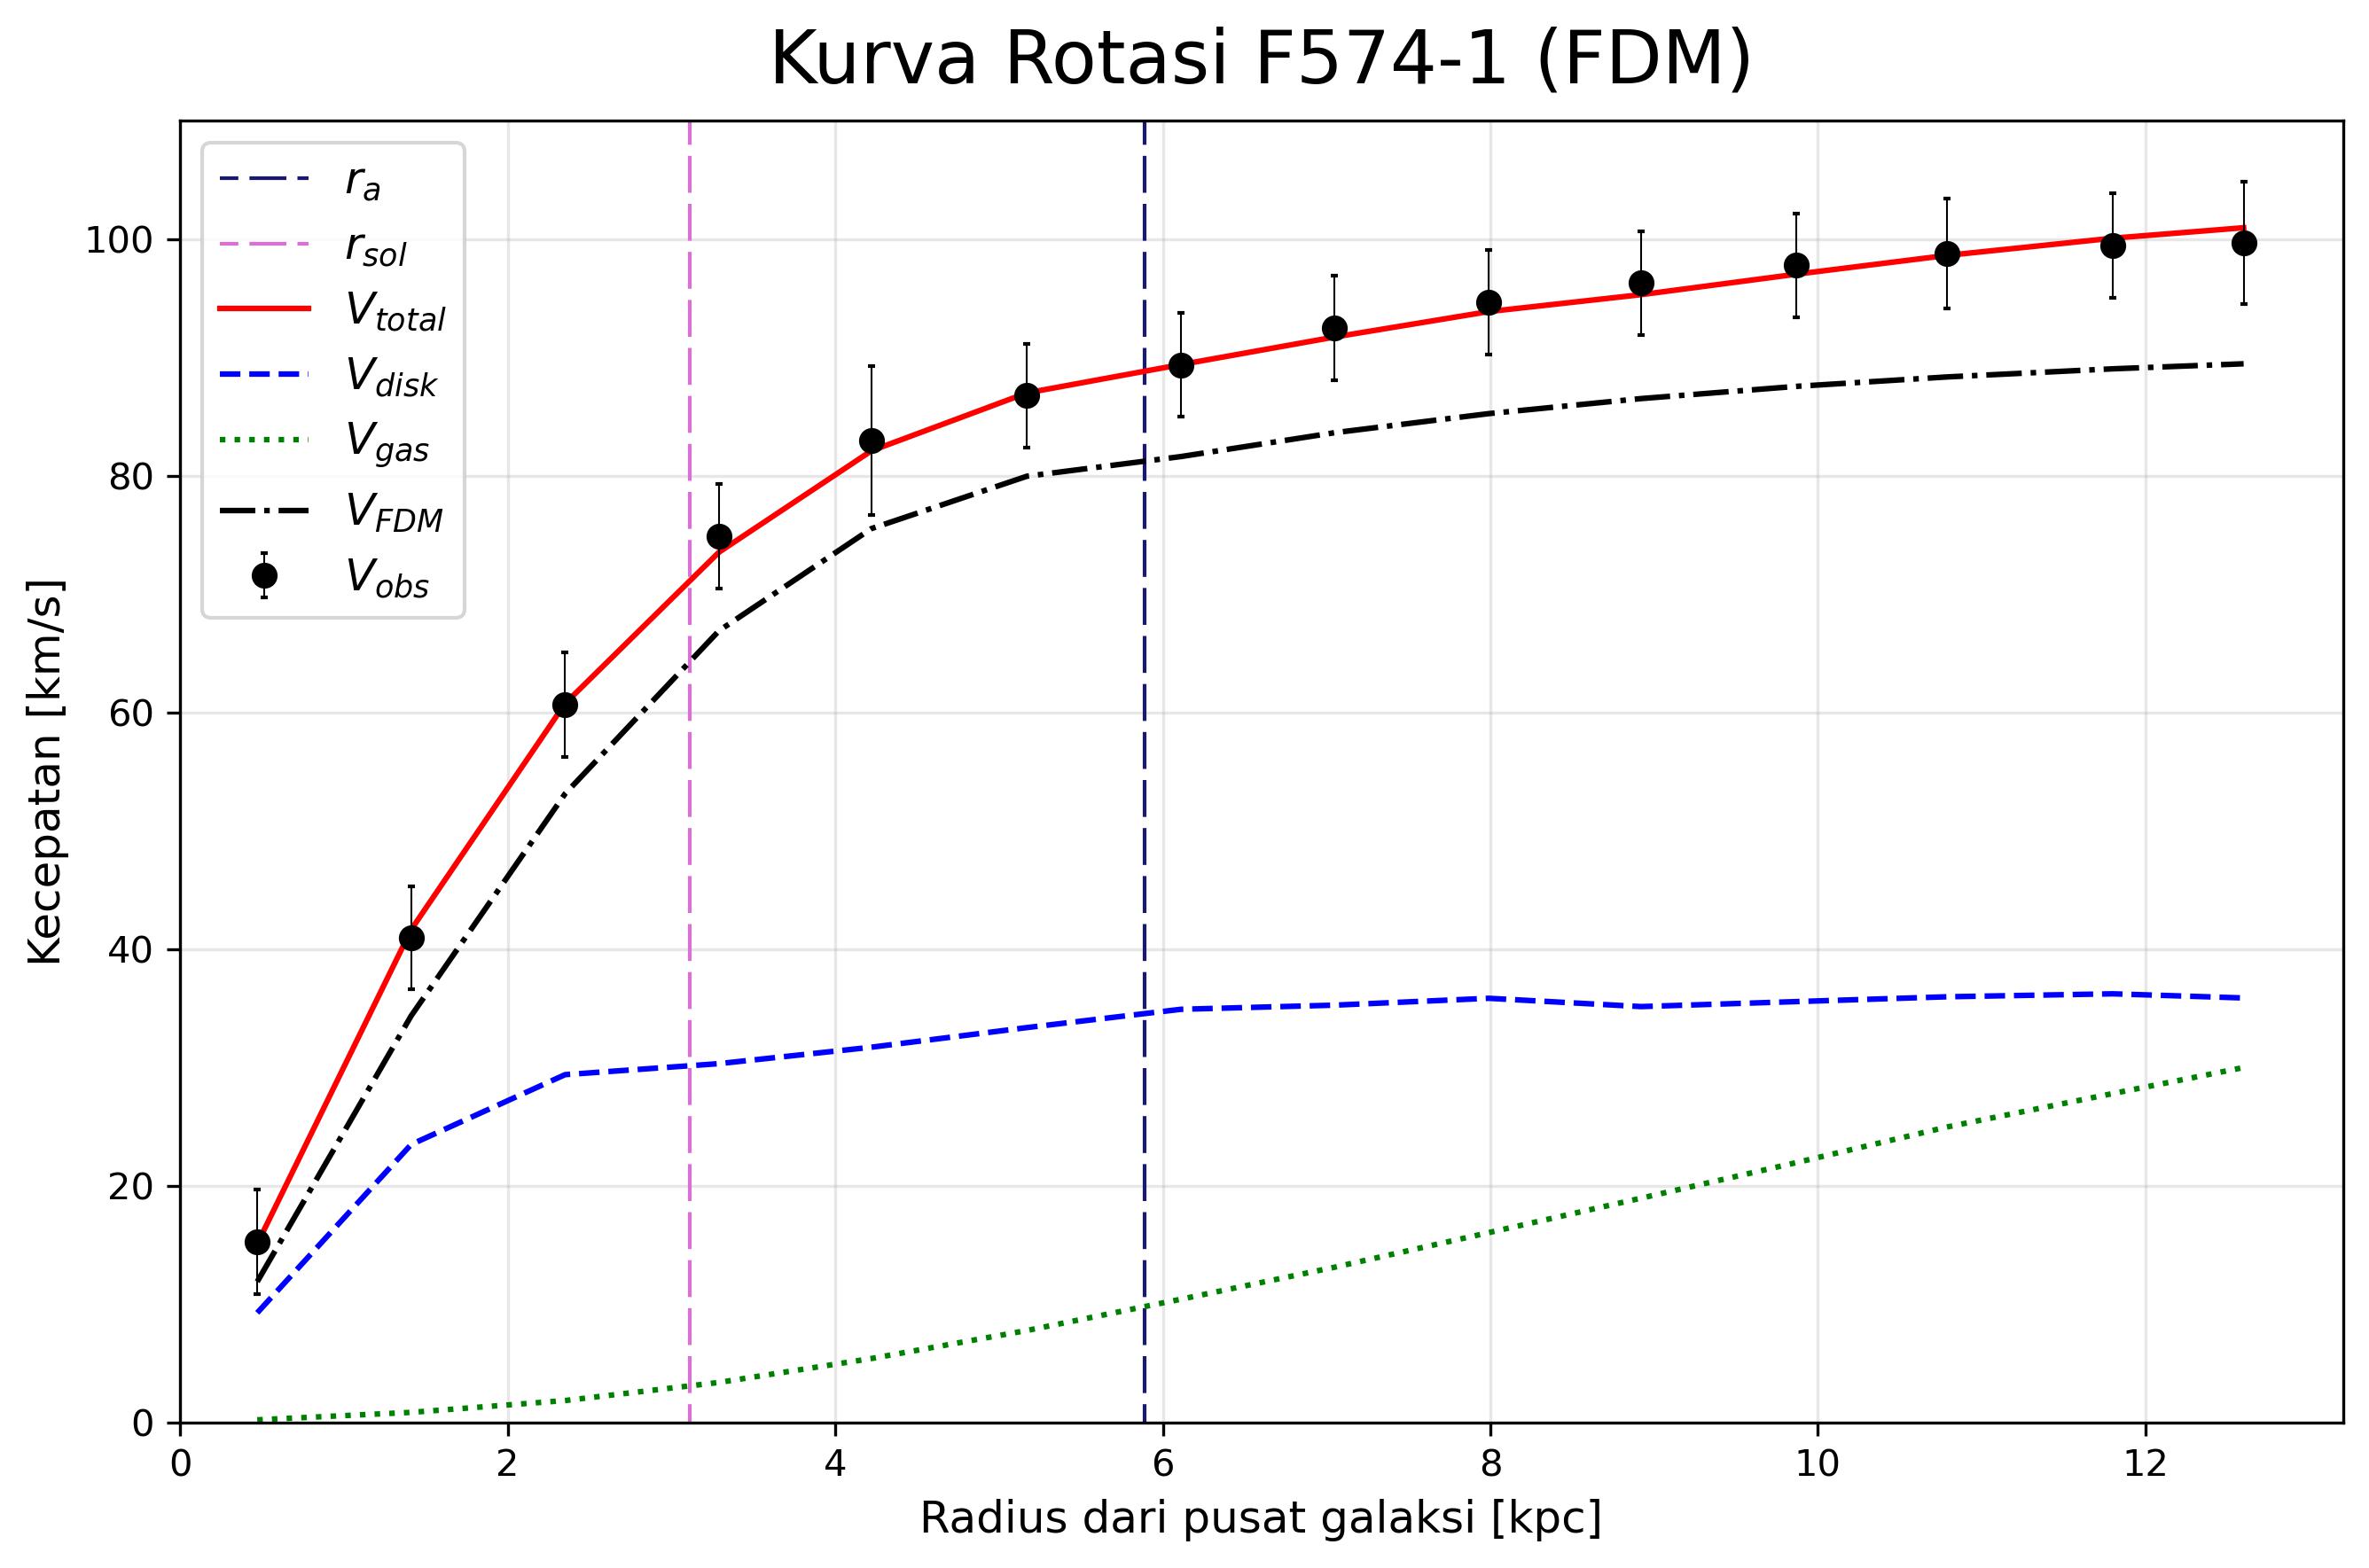 Kurva Rotasi F574-1 (FDM)
r_a
r_sol
V_total
V_disk
V_gas
V_FDM
V_obs
Kecepatan [km/s]
100
80
60
40
20
0
0 2 4 6 8 10 12
Radius dari pusat galaksi [kpc]